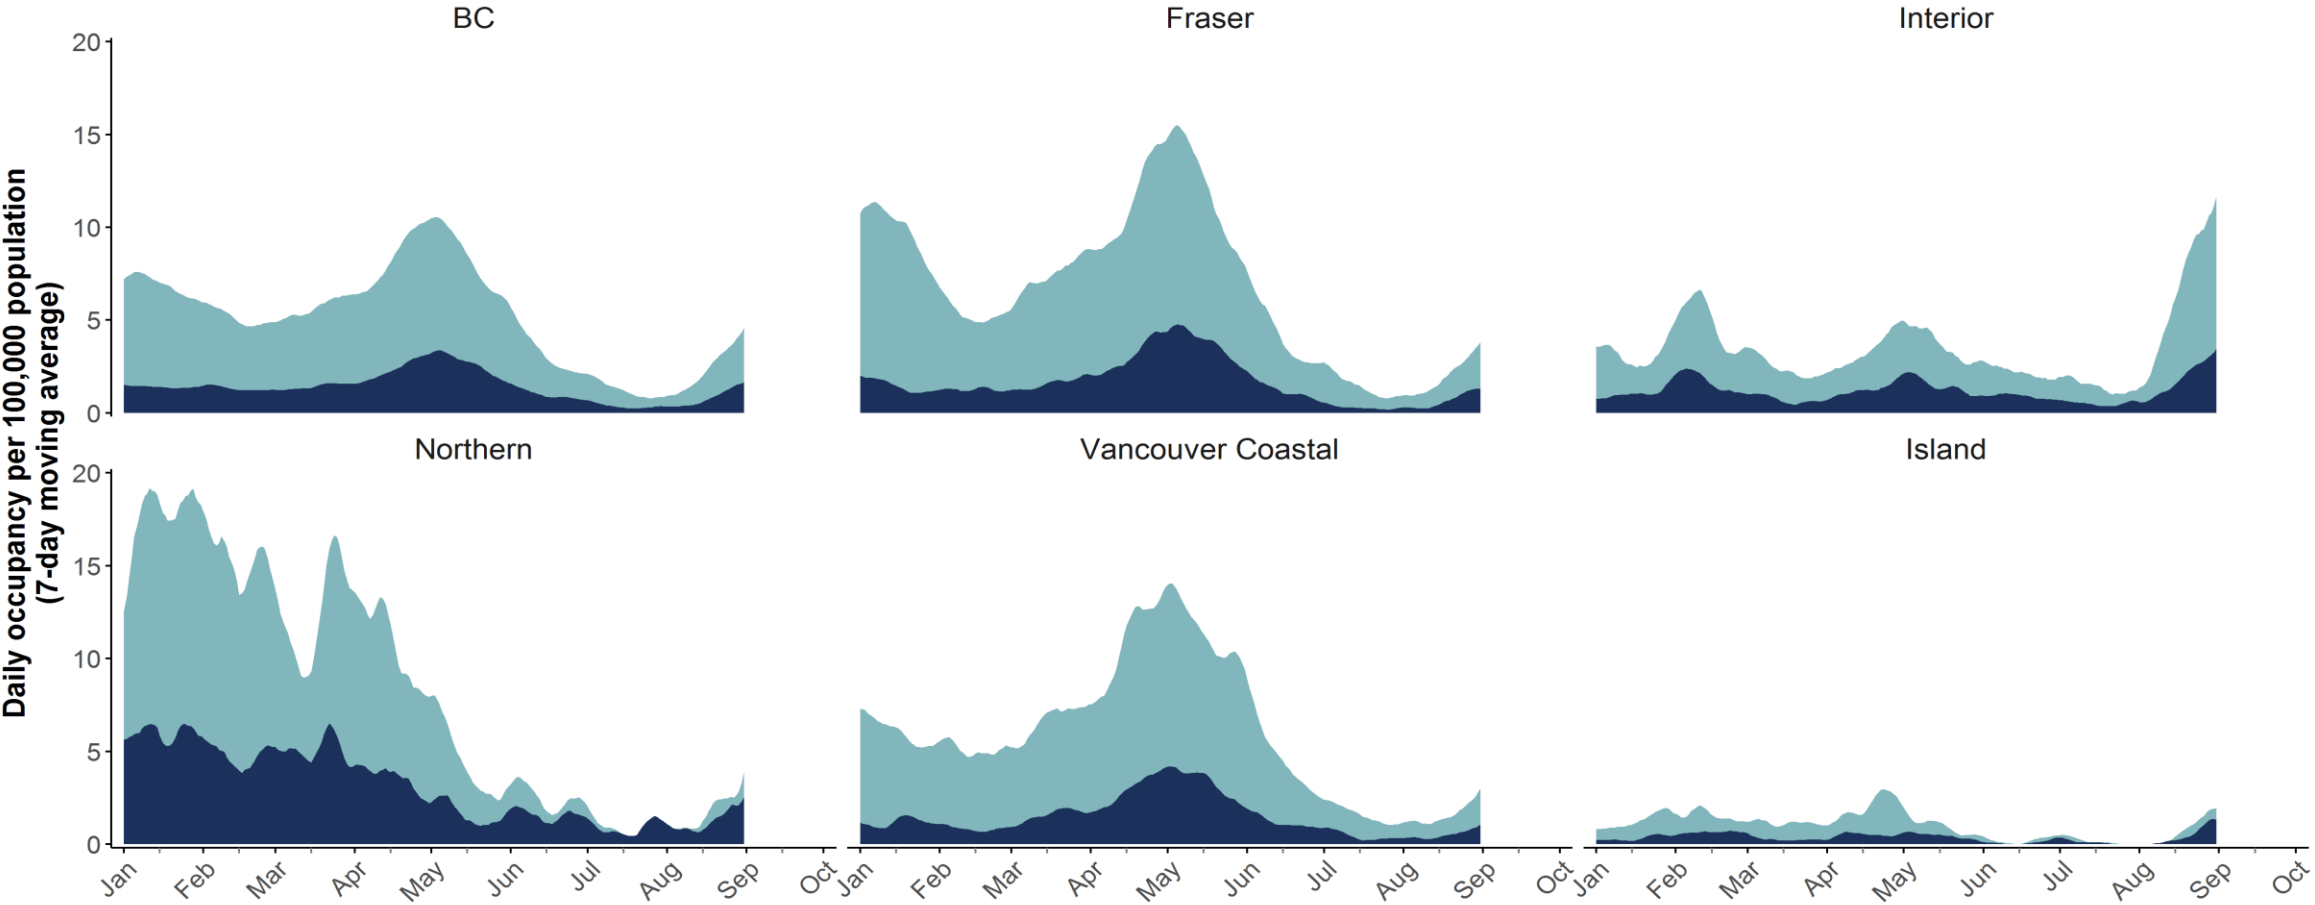 BC
Fraser
Interior
20
15
10
5
0
Daily occupancy per 100,000 population
(7-day moving average)
Northern
Vancouver Coastal
Island
20
15
10
5
0
Jan Feb Mar Apr May Jun Jul Aug Sep Oct
Jan Feb Mar Apr May Jun Jul Aug Sep Oct
Jan Feb Mar Apr May Jun Jul Aug Sep Oct